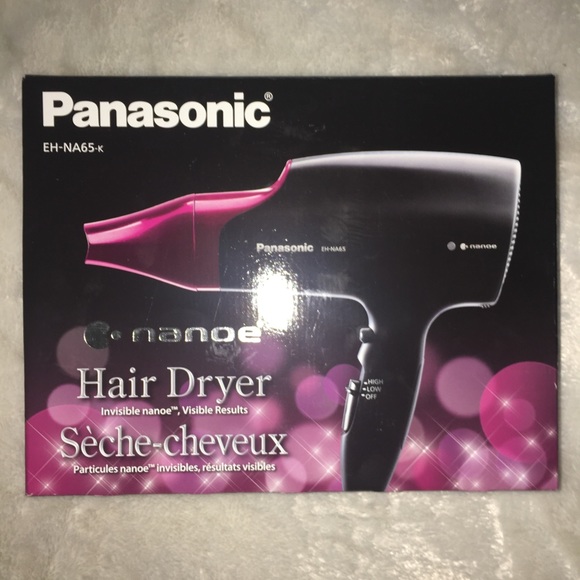 Panasonic®
EH-NA65-K
Panasonic EH-NA65
nanoe
nanoe
HIGH
LOW
OFF
Hair Dryer
Invisible nanoe™, Visible Results
Sèche-cheveux
Particules nanoe™ invisibles, résultats visibles